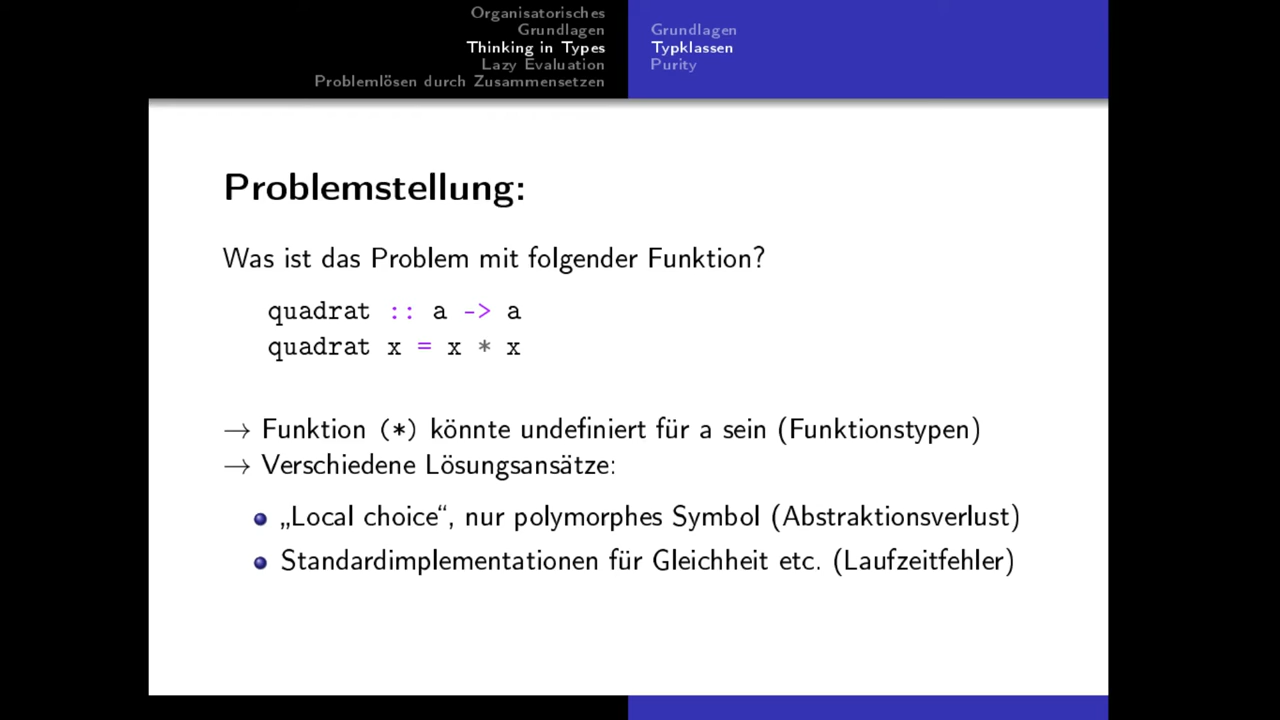 Organisatorisches
Grundlagen
Thinking in Types
Lazy Evaluation
Problemlösen durch Zusammensetzen
Grundlagen
Typklassen
Purity
Problemstellung:
Was ist das Problem mit folgender Funktion?
quadrat :: a -> a
quadrat x = x * x
→ Funktion (*) könnte undefiniert für a sein (Funktionstypen)
→ Verschiedene Lösungsansätze:
„Local choice“, nur polymorphes Symbol (Abstraktionsverlust)
Standardimplementationen für Gleichheit etc. (Laufzeitfehler)